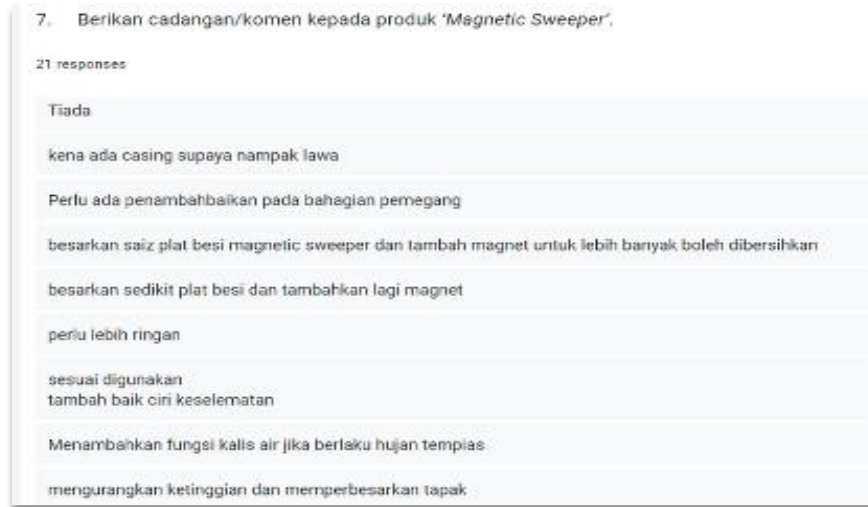 7. Berikan cadangan/komen kepada produk 'Magnetic Sweeper'.
21 responses
Tiada
kena ada casing supaya nampak lawa
Perlu ada penambahbaikan pada bahagian pemegang
besarkan saiz plat besi magnetic sweeper dan tambah magnet untuk lebih banyak boleh dibersihkan
besarkan sedikit plat besi dan tambahkan lagi magnet
perlu lebih ringan
sesuai digunakan
tambah baik ciri keselematan
Menambahkan fungsi kalis air jika berlaku hujan tempias
mengurangkan ketinggian dan memperbesarkan tapak